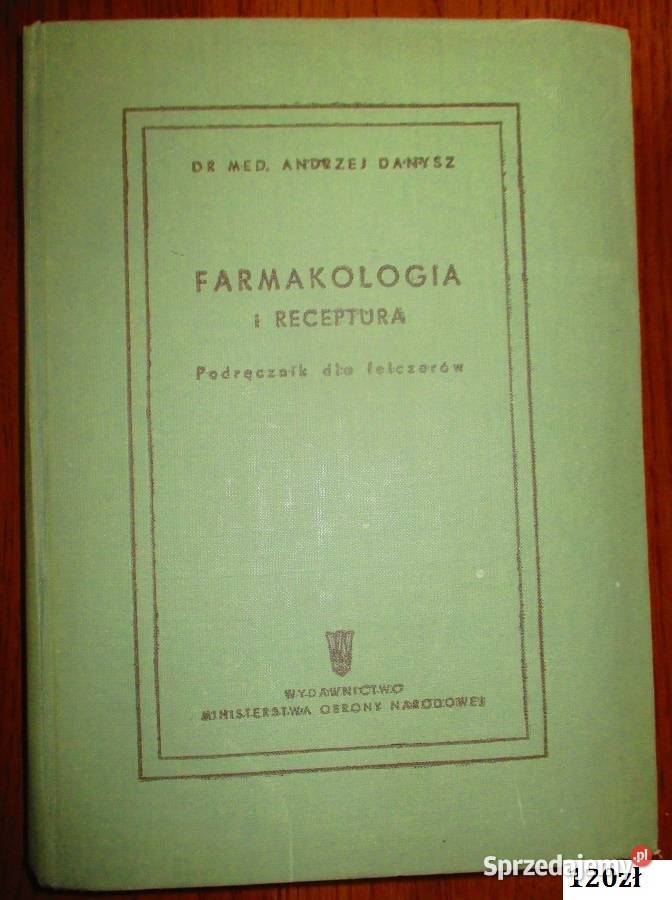 DR MED. ANDRZEJ DANYSZ
FARMAKOLOGIA
i RECEPTURA
Podręcznik dla felczerów
WYDAWNICTWO
MINISTERSTWA OBRONY NARODOWEJ
Sprzedajemy.pl
120zł